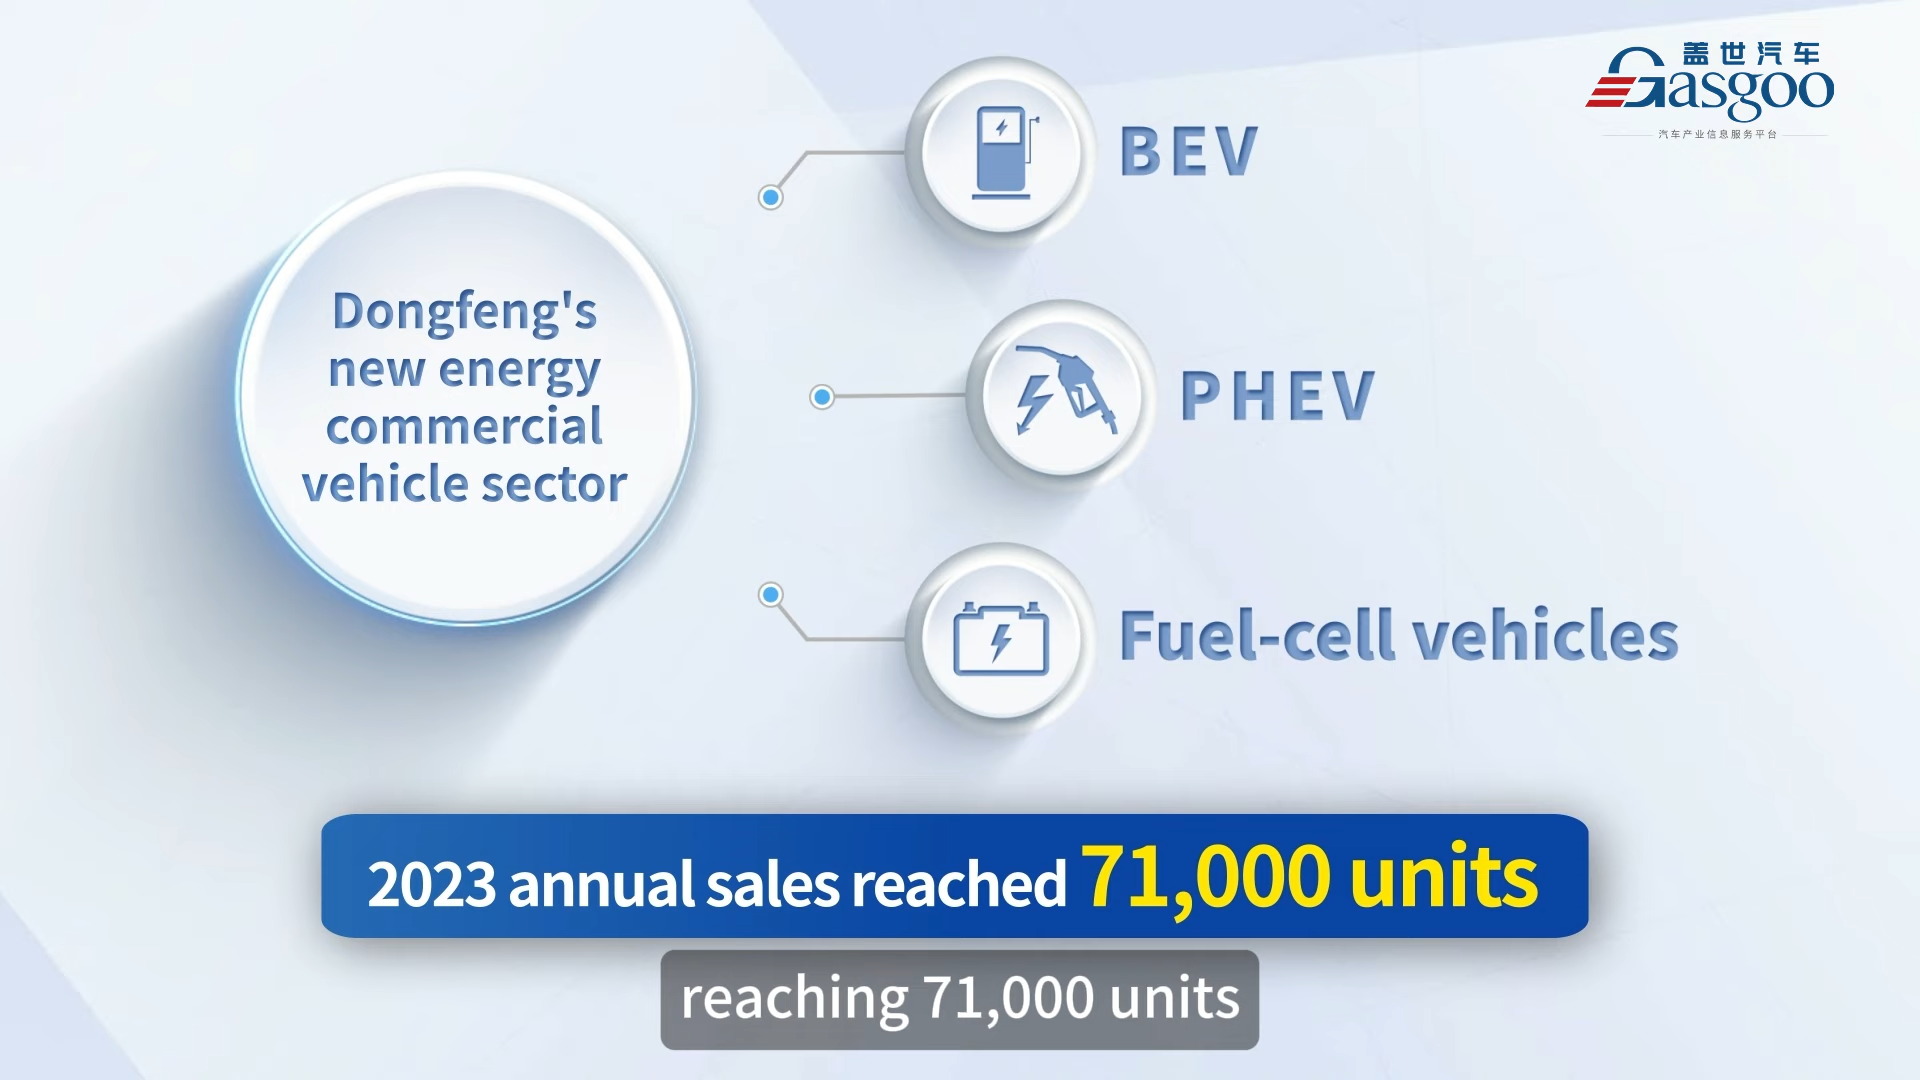 盖世汽车
Gasgoo
汽车产业信息服务平台
BEV
Dongfeng's
new energy
commercial
vehicle sector
PHEV
Fuel-cell vehicles
2023 annual sales reached 71,000 units
reaching 71,000 units